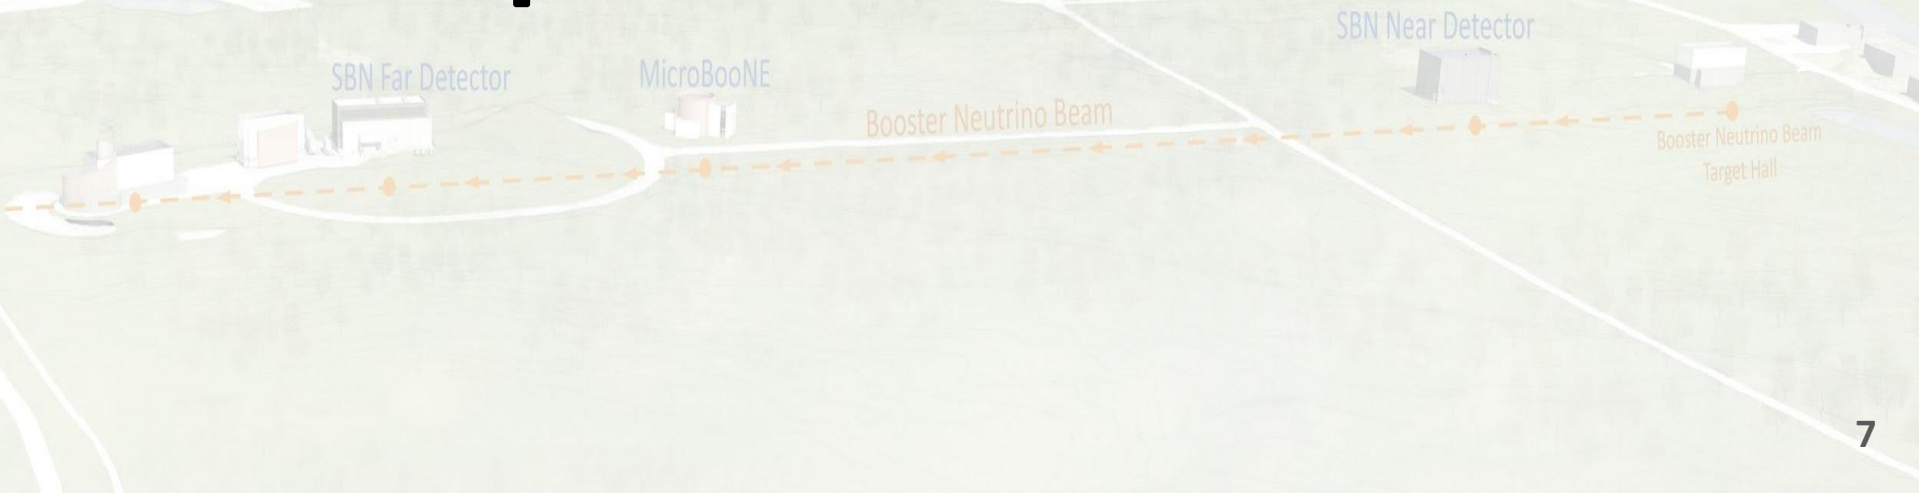 SBN Near Detector
SBN Far Detector
MicroBooNE
Booster Neutrino Beam
Booster Neutrino Beam
Target Hall
7